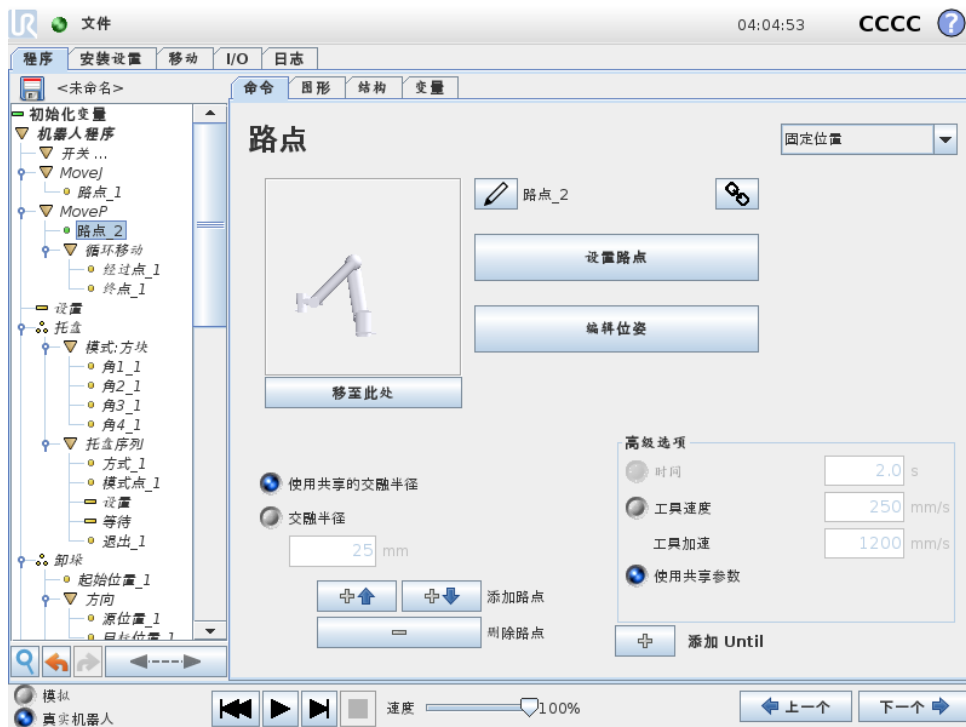 UR 文件 04:04:53 CCCC ?
程序 安装设置 移动 I/O 日志
<未命名> 命令 图形 结构 变量
初始化变量
机器人程序
开关 ...
MoveJ
路点_1
MoveP
路点_2
循环移动
经过点_1
终点_1
设置
托盘
模式:方块
角1_1
角2_1
角3_1
角4_1
托盘序列
方式_1
模式点_1
设置
等待
退出_1
卸垛
起始位置_1
方向
源位置_1
目标位置_1
路点
固定位置
路点_2
设置路点
编辑位姿
移至此处
使用共享的交融半径
交融半径
25 mm
添加路点
删除路点
高级选项
时间 2.0 s
工具速度 250 mm/s
工具加速 1200 mm/s
使用共享参数
添加 Until
模拟
真实机器人
速度 100%
上一个 下一个